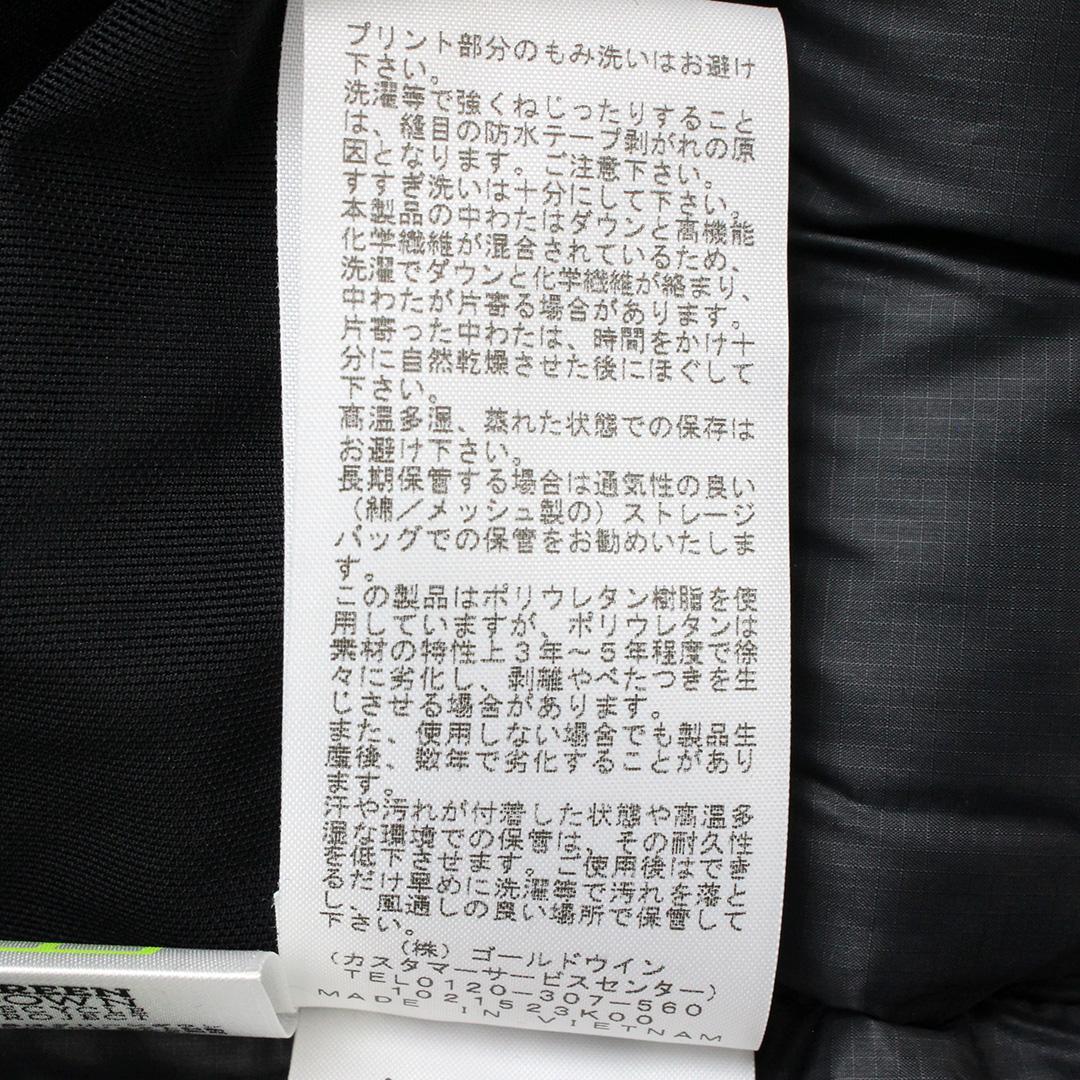 プリント部分のもみ洗いはお避け
下さい。
洗濯等で強くねじったりすること
は、縫目の防水テープ剥がれの原
因となります。ご注意下さい。
すすぎ洗いは十分にして下さい。
本製品の中わたはダウンと高機能
化学繊維が混合されているため、
洗濯でダウンと化学繊維が絡まり、
中わたが片寄る場合があります。
片寄った中わたは、時間をかけ十
分に自然乾燥させた後にほぐして
下さい。
高温多湿、蒸れた状態での保存は
お避け下さい。
長期保管する場合は通気性の良い
(綿／メッシュ製の)ストレージ
バッグでの保管をお勧めいたしま
す。
この製品はポリウレタン樹脂を使
用していますが、ポリウレタンは
素材の特性上3年～5年程度で徐
々に劣化し、剥離やべたつきを生
じさせる場合があります。
また、使用しない場合でも製品生
産後、数年で劣化することがあり
ます。
汗や汚れが付着した状態や高温多
湿な環境での保管は、その耐久性
を低下させます。ご使用後はでき
るだけ早めに洗濯等で汚れを落と
し、風通しの良い場所で保管して
下さい。
(株)ゴールドウイン
(カスタマーサービスセンター)
TEL0120-307-560
1021523K00
MADE IN VIETNAM
REEN
OWN